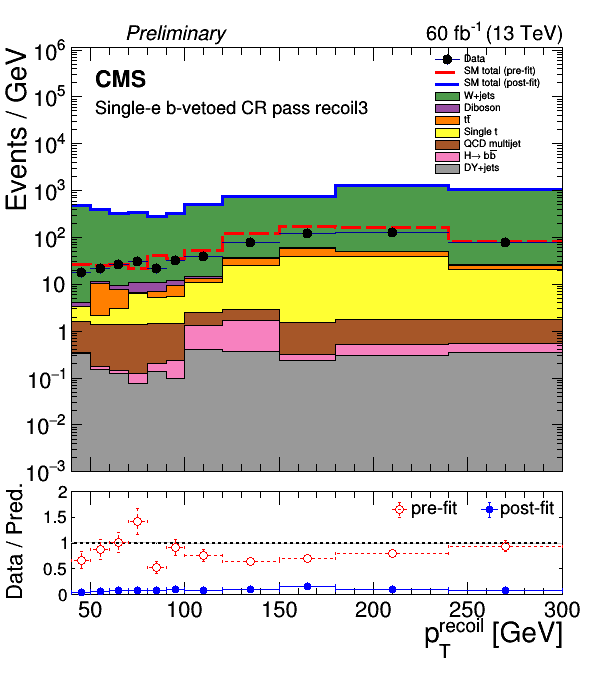 Preliminary 60 fb⁻¹ (13 TeV)
CMS
Single-e b-vetoed CR pass recoil3
Data
SM total (pre-fit)
SM total (post-fit)
W+jets
Diboson
tt̅
Single t
QCD multijet
H→ bb̅
DY+jets
Events / GeV
10⁶
10⁵
10⁴
10³
10²
10
1
10⁻¹
10⁻²
10⁻³
pre-fit post-fit
Data / Pred.
2
1.5
1
0.5
0
50 100 150 200 250 300
p_T^recoil [GeV]